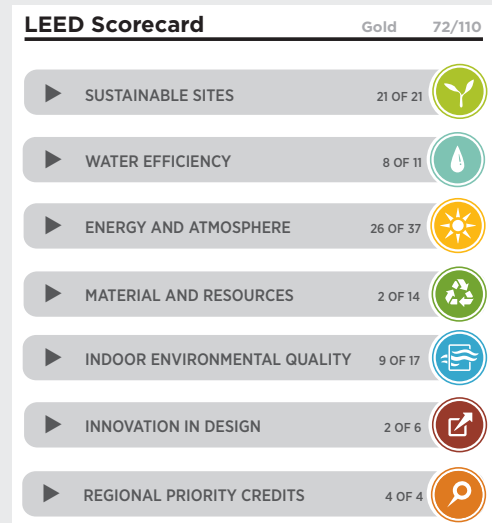 LEED Scorecard Gold 72/110
SUSTAINABLE SITES 21 OF 21
WATER EFFICIENCY 8 OF 11
ENERGY AND ATMOSPHERE 26 OF 37
MATERIAL AND RESOURCES 2 OF 14
INDOOR ENVIRONMENTAL QUALITY 9 OF 17
INNOVATION IN DESIGN 2 OF 6
REGIONAL PRIORITY CREDITS 4 OF 4